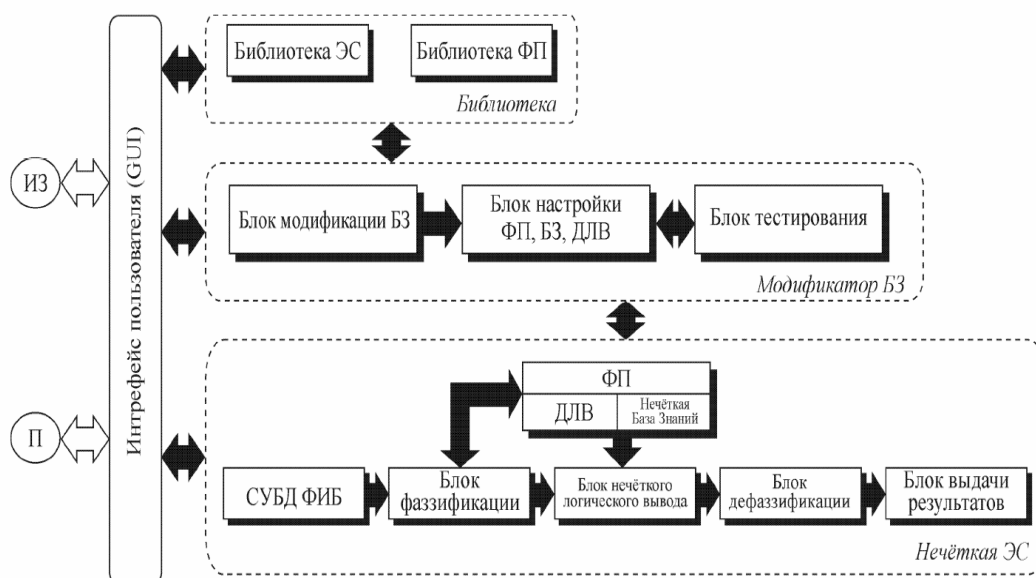 Библиотека ЭС
Библиотека ФП
Библиотека
ИЗ
П
Интрефейс пользователя (GUI)
Блок модификации БЗ
Блок настройки
ФП, БЗ, ДЛВ
Блок тестирования
Модификатор БЗ
ФП
ДЛВ
Нечёткая
База Знаний
СУБД ФИБ
Блок
фаззификации
Блок нечёткого
логического вывода
Блок
дефаззификации
Блок выдачи
результатов
Нечёткая ЭС